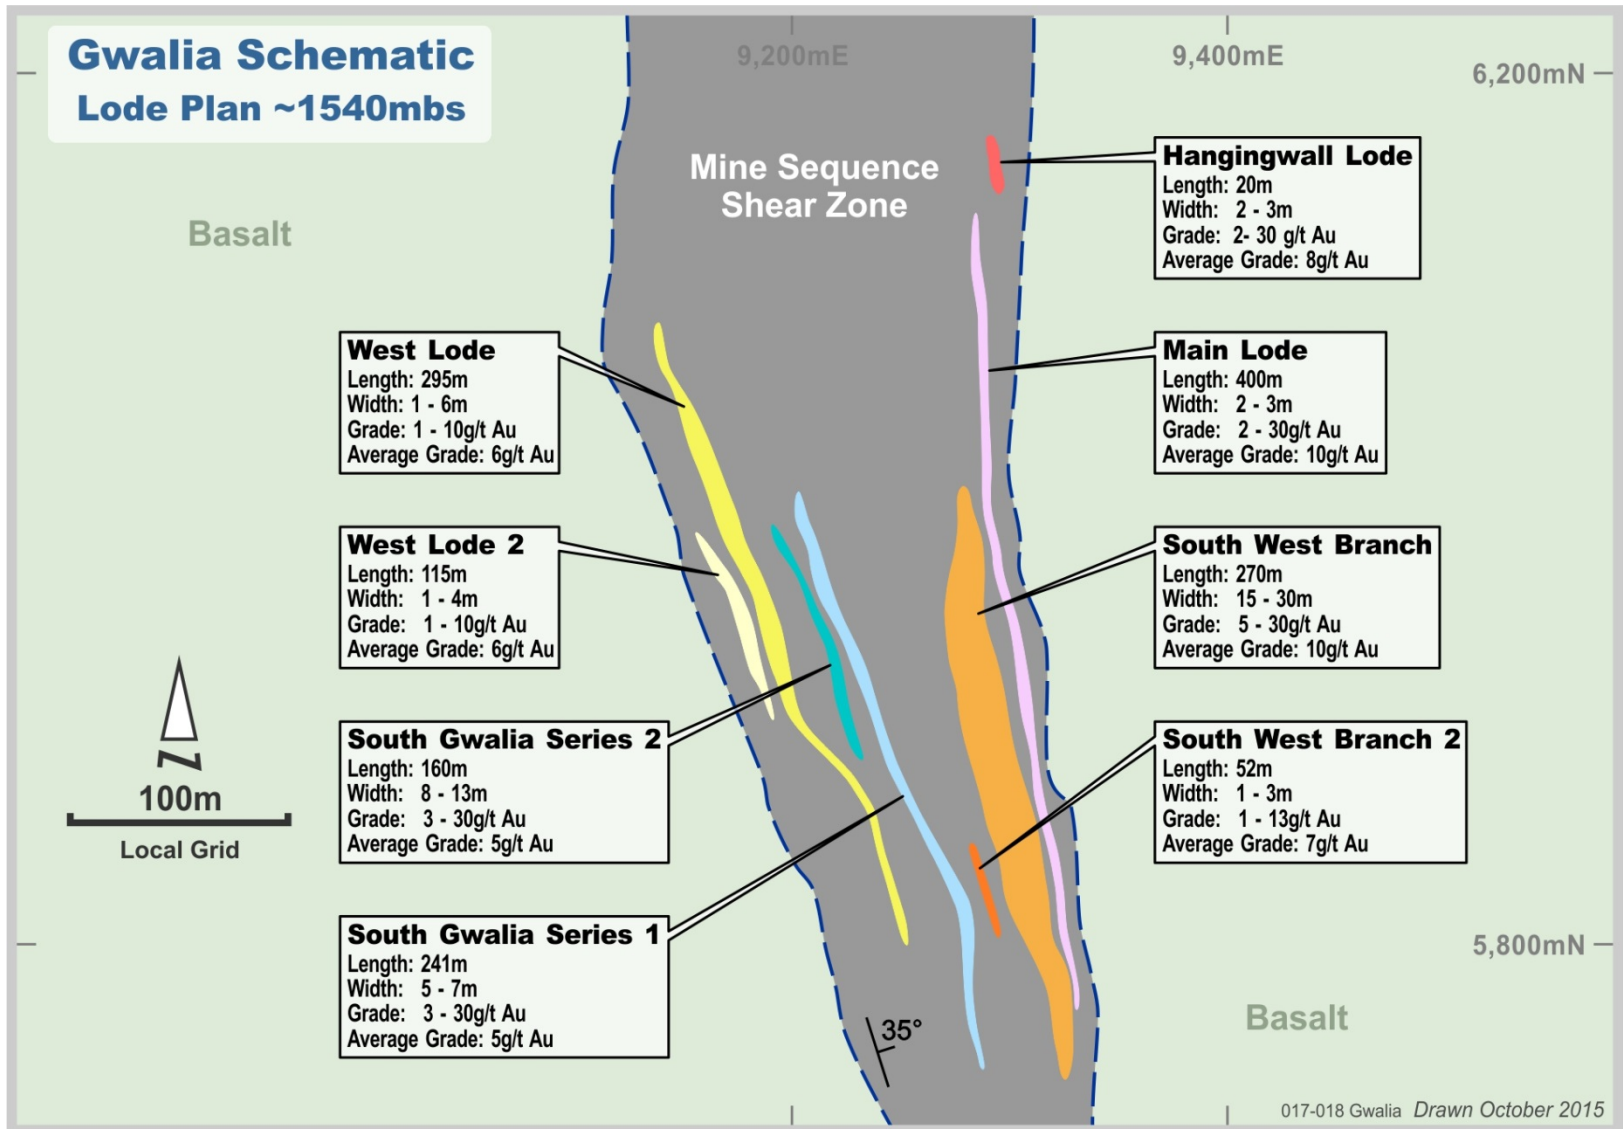 Gwalia Schematic
Lode Plan ~1540mbs
9,200mE
9,400mE
6,200mN
Mine Sequence
Shear Zone
Basalt
Hangingwall Lode
Length: 20m
Width: 2 - 3m
Grade: 2- 30 g/t Au
Average Grade: 8g/t Au
West Lode
Length: 295m
Width: 1 - 6m
Grade: 1 - 10g/t Au
Average Grade: 6g/t Au
Main Lode
Length: 400m
Width: 2 - 3m
Grade: 2 - 30g/t Au
Average Grade: 10g/t Au
West Lode 2
Length: 115m
Width: 1 - 4m
Grade: 1 - 10g/t Au
Average Grade: 6g/t Au
South West Branch
Length: 270m
Width: 15 - 30m
Grade: 5 - 30g/t Au
Average Grade: 10g/t Au
South Gwalia Series 2
Length: 160m
Width: 8 - 13m
Grade: 3 - 30g/t Au
Average Grade: 5g/t Au
South West Branch 2
Length: 52m
Width: 1 - 3m
Grade: 1 - 13g/t Au
Average Grade: 7g/t Au
N
100m
Local Grid
South Gwalia Series 1
Length: 241m
Width: 5 - 7m
Grade: 3 - 30g/t Au
Average Grade: 5g/t Au
5,800mN
35°
Basalt
017-018 Gwalia Drawn October 2015